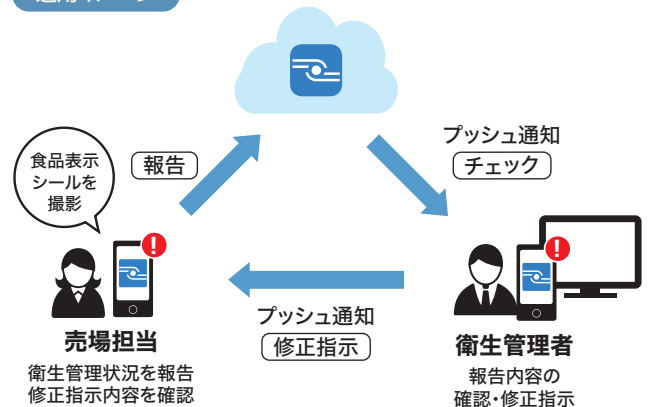 食品表示
シールを
撮影
報告
プッシュ通知
チェック
プッシュ通知
修正指示
売場担当
衛生管理状況を報告
修正指示内容を確認
衛生管理者
報告内容の
確認・修正指示